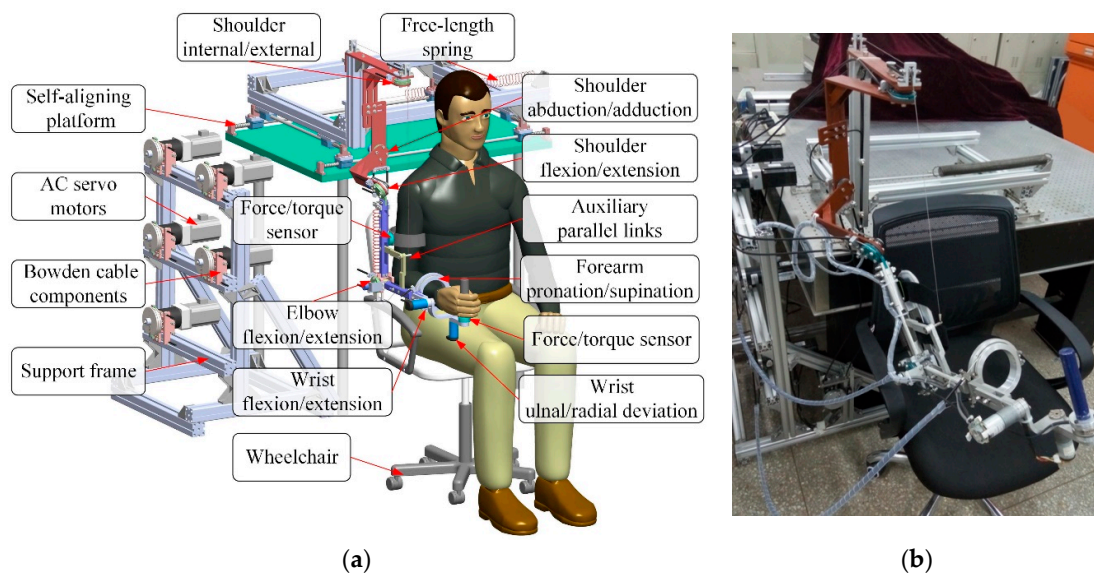 (a)
Shoulder
internal/external
Free-length
spring
Self-aligning
platform
Shoulder
abduction/adduction
AC servo
motors
Shoulder
flexion/extension
Force/torque
sensor
Auxiliary
parallel links
Bowden cable
components
Forearm
pronation/supination
Elbow
flexion/extension
Force/torque sensor
Support frame
Wrist
flexion/extension
Wrist
ulnal/radial deviation
Wheelchair
(b)